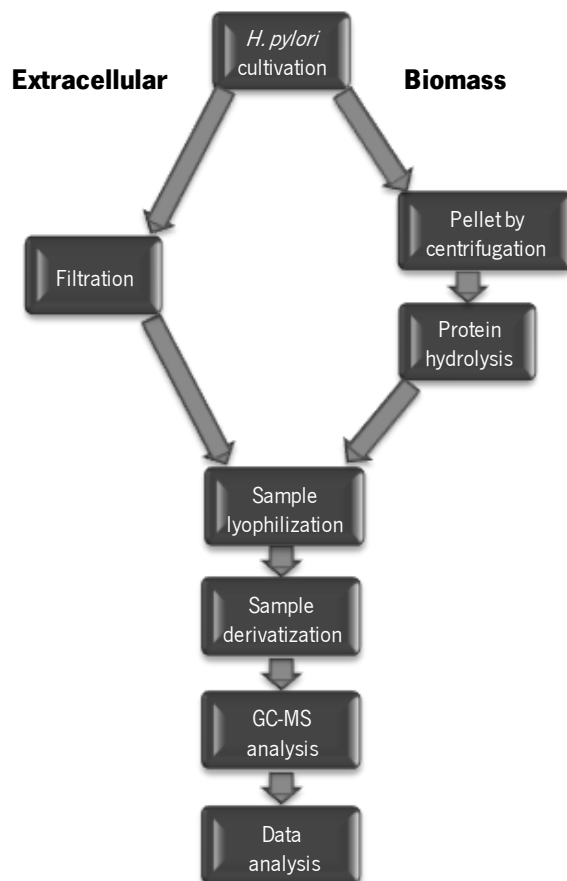 H. pylori
cultivation
Extracellular
Biomass
Pellet by
centrifugation
Filtration
Protein
hydrolysis
Sample
lyophilization
Sample
derivatization
GC-MS
analysis
Data
analysis